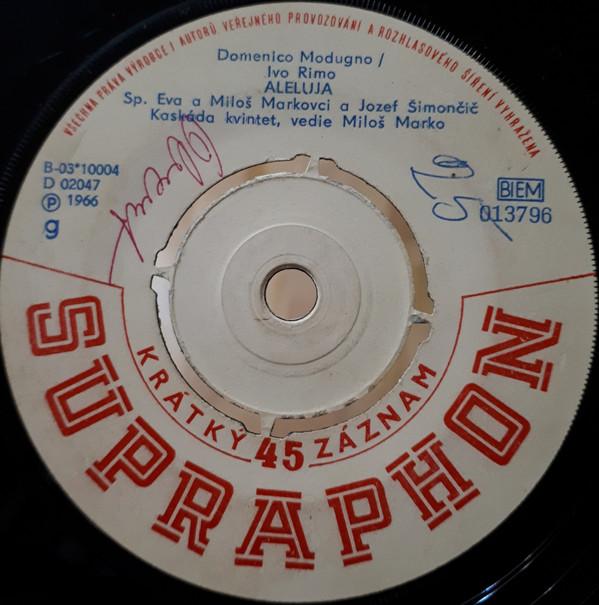 VŠECHNA PRÁVA VÝROBCE I AUTORŮ, VEŘEJNÉHO PROVOZOVÁNÍ A ROZHLASOVÉHO ŠÍŘENÍ VYHRAŽENA
Domenico Modugno /
Ivo Rimo
ALELUJA
Sp. Eva a Miloš Markovci a Jozef Šimončič
Kaskáda kvintet, vedie Miloš Marko
B-03*10004
D 02047
Ⓟ 1966
g
BIEM
013796
KRÁTKÝ 45 ZÁZNAM
SUPRAPHON